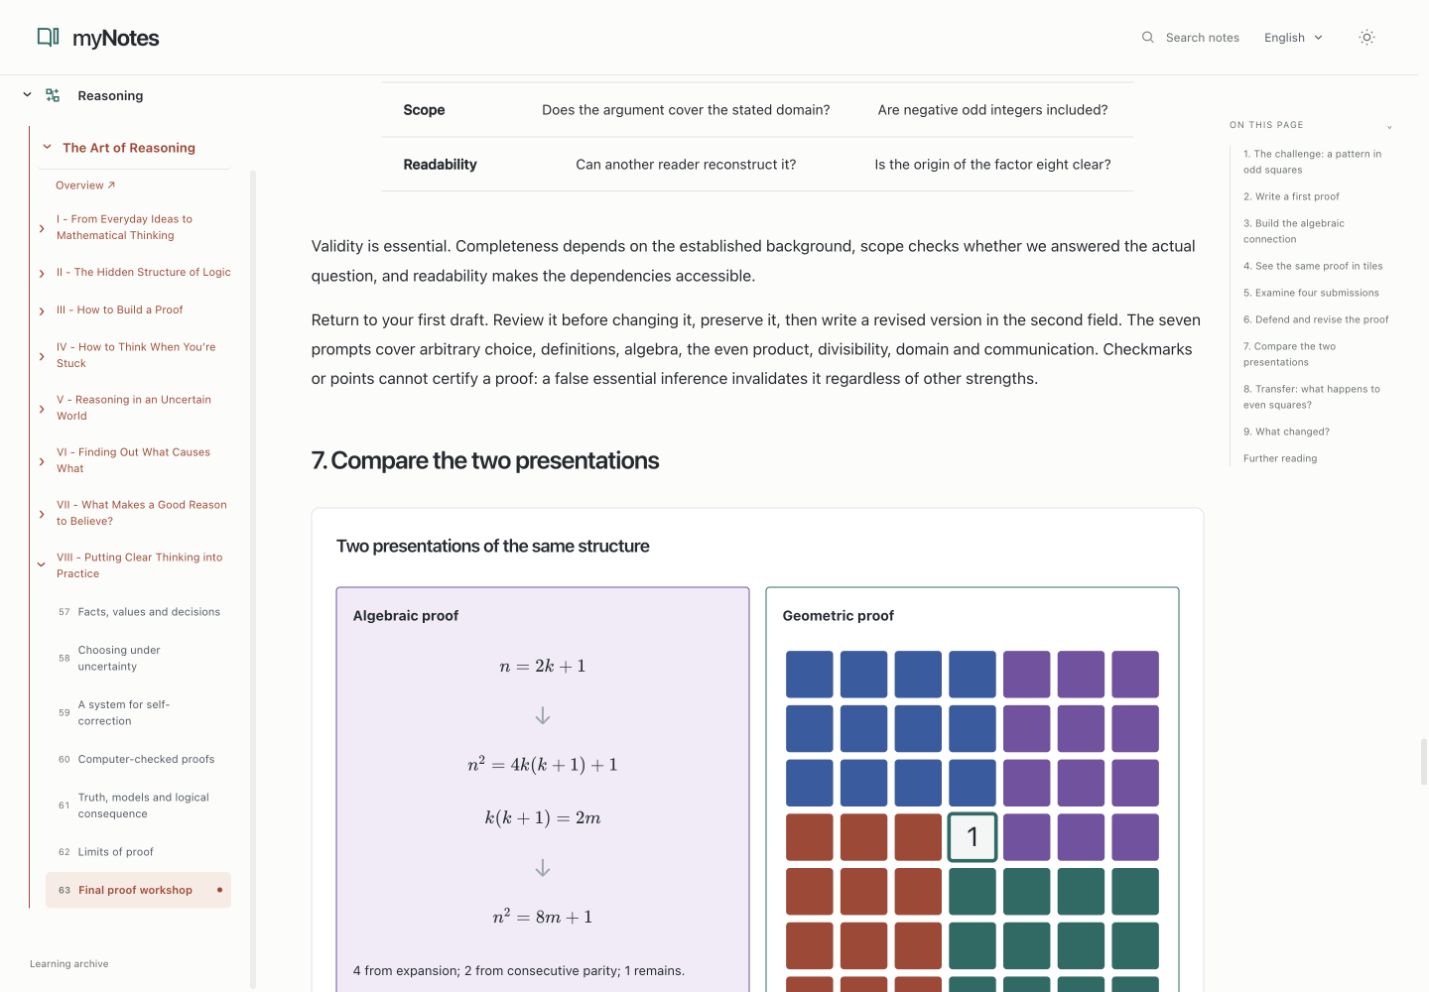 myNotes
Search notes
English
Reasoning
The Art of Reasoning
Overview ↗
I - From Everyday Ideas to
Mathematical Thinking
II - The Hidden Structure of Logic
III - How to Build a Proof
IV - How to Think When You're
Stuck
V - Reasoning in an Uncertain
World
VI - Finding Out What Causes
What
VII - What Makes a Good Reason
to Believe?
VIII - Putting Clear Thinking into
Practice
57 Facts, values and decisions
58 Choosing under
uncertainty
59 A system for self-
correction
60 Computer-checked proofs
61 Truth, models and logical
consequence
62 Limits of proof
63 Final proof workshop
Learning archive
Scope Does the argument cover the stated domain? Are negative odd integers included?
Readability Can another reader reconstruct it? Is the origin of the factor eight clear?
Validity is essential. Completeness depends on the established background, scope checks whether we answered the actual
question, and readability makes the dependencies accessible.
Return to your first draft. Review it before changing it, preserve it, then write a revised version in the second field. The seven
prompts cover arbitrary choice, definitions, algebra, the even product, divisibility, domain and communication. Checkmarks
or points cannot certify a proof: a false essential inference invalidates it regardless of other strengths.
7. Compare the two presentations
Two presentations of the same structure
Algebraic proof
n = 2k + 1
↓
n² = 4k(k + 1) + 1
k(k + 1) = 2m
↓
n² = 8m + 1
4 from expansion; 2 from consecutive parity; 1 remains.
Geometric proof
1
ON THIS PAGE
1. The challenge: a pattern in
odd squares
2. Write a first proof
3. Build the algebraic
connection
4. See the same proof in tiles
5. Examine four submissions
6. Defend and revise the proof
7. Compare the two
presentations
8. Transfer: what happens to
even squares?
9. What changed?
Further reading